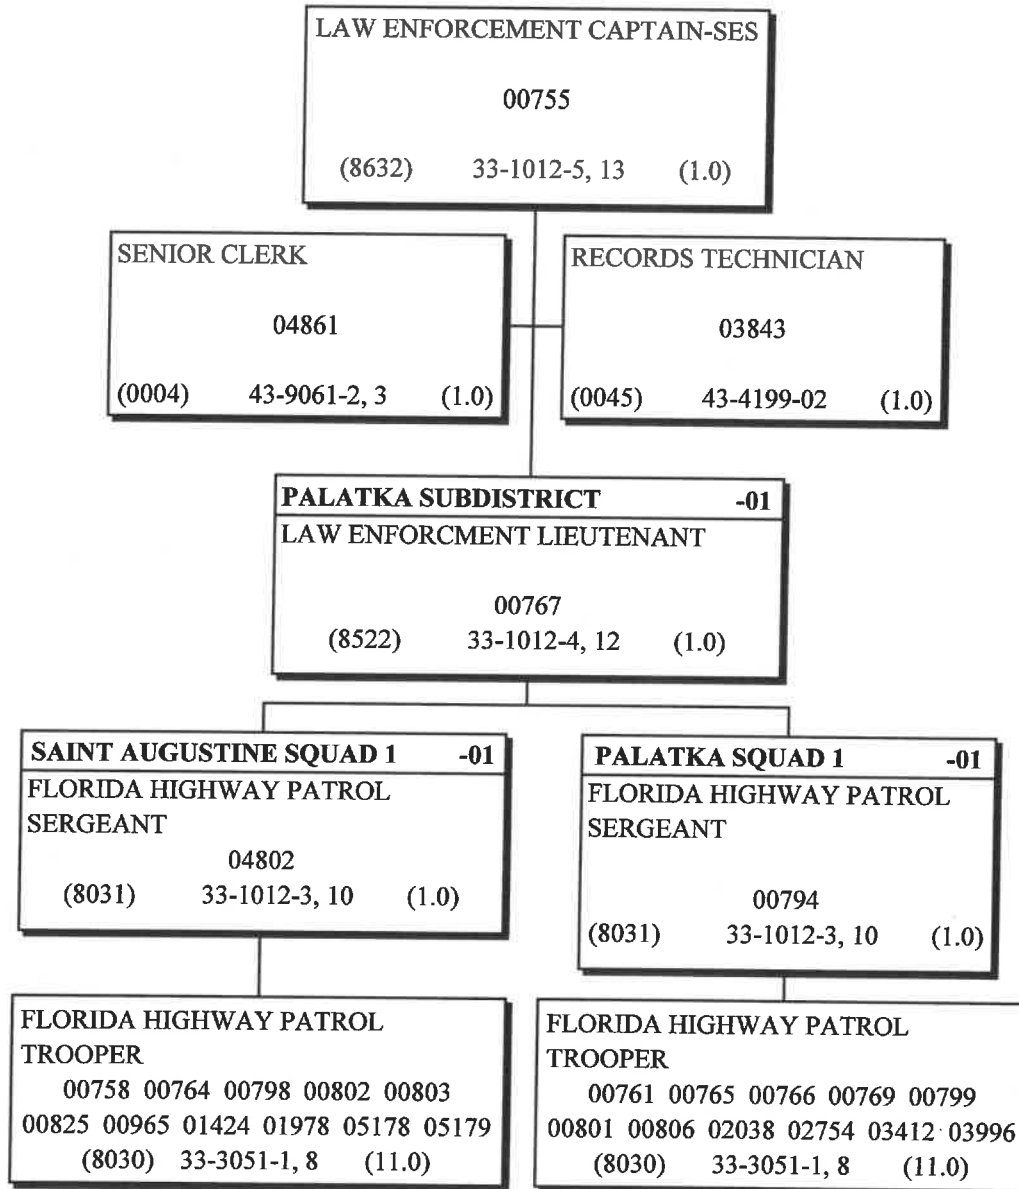 LAW ENFORCEMENT CAPTAIN-SES
00755
(8632) 33-1012-5, 13 (1.0)
SENIOR CLERK
04861
(0004) 43-9061-2, 3 (1.0)
RECORDS TECHNICIAN
03843
(0045) 43-4199-02 (1.0)
PALATKA SUBDISTRICT -01
LAW ENFORCMENT LIEUTENANT
00767
(8522) 33-1012-4, 12 (1.0)
SAINT AUGUSTINE SQUAD 1 -01
FLORIDA HIGHWAY PATROL
SERGEANT
04802
(8031) 33-1012-3, 10 (1.0)
PALATKA SQUAD 1 -01
FLORIDA HIGHWAY PATROL
SERGEANT
00794
(8031) 33-1012-3, 10 (1.0)
FLORIDA HIGHWAY PATROL
TROOPER
00758 00764 00798 00802 00803
00825 00965 01424 01978 05178 05179
(8030) 33-3051-1, 8 (11.0)
FLORIDA HIGHWAY PATROL
TROOPER
00761 00765 00766 00769 00799
00801 00806 02038 02754 03412 03996
(8030) 33-3051-1, 8 (11.0)